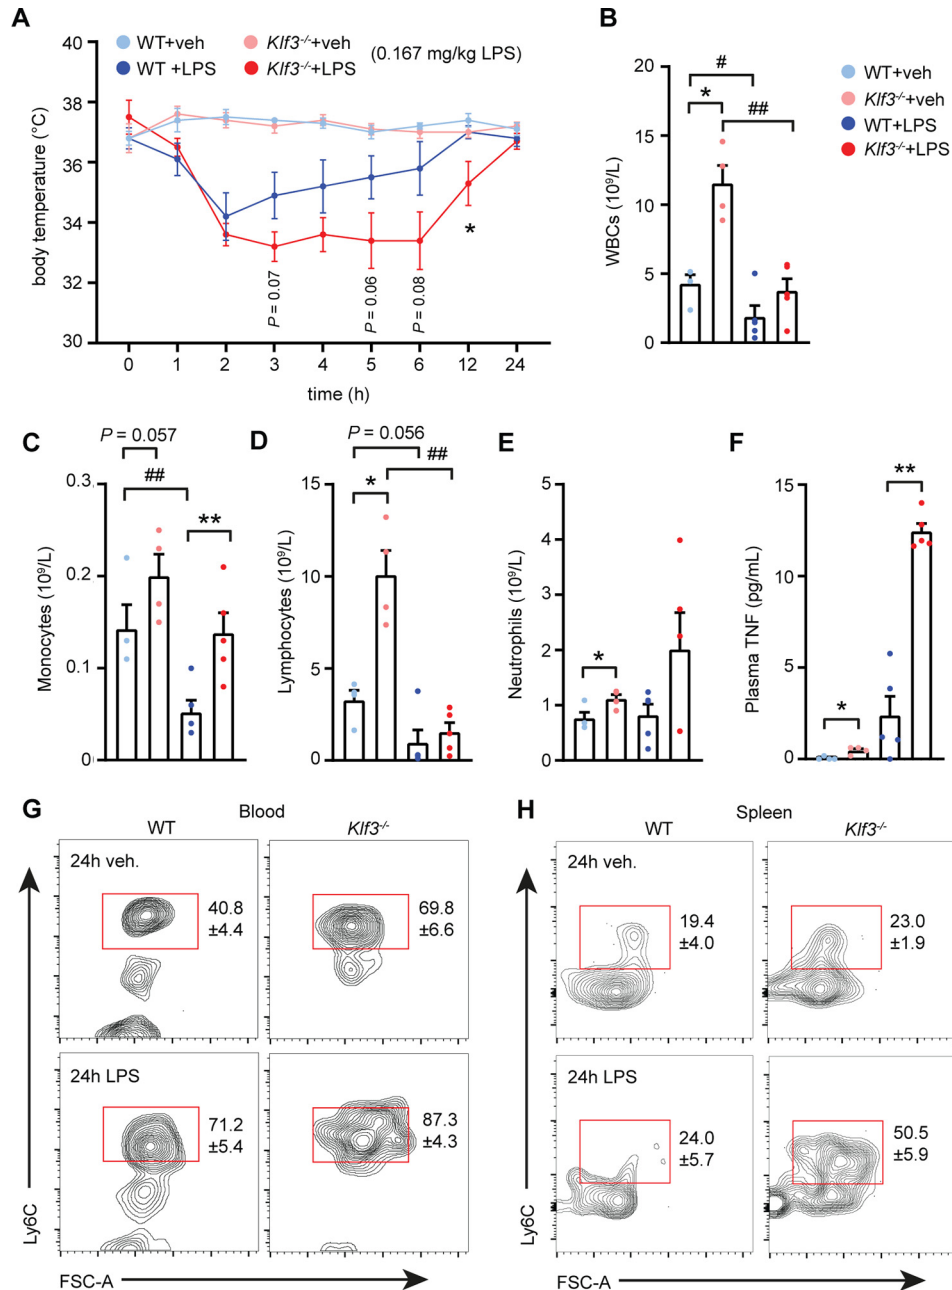 A
WT+veh
Klf3-/-+veh
(0.167 mg/kg LPS)
WT +LPS
Klf3-/-+LPS
body temperature (°C)
40
38
36
34
32
30
P = 0.07
P = 0.06
P = 0.08
*
0 1 2 3 4 5 6 12 24
time (h)
B
WBCs (10⁹/L)
20
15
10
5
0
#
*
##
WT+veh
Klf3-/-+veh
WT+LPS
Klf3-/-+LPS
C
P = 0.057
##
**
Monocytes (10⁹/L)
0.3
0.2
0.1
0
D
P = 0.056
##
*
Lymphocytes (10⁹/L)
15
10
5
0
E
Neutrophils (10⁹/L)
5
4
3
2
1
0
*
F
Plasma TNF (pg/mL)
15
10
5
0
*
**
G
Blood
WT
Klf3-/-
24h veh.
40.8
±4.4
69.8
±6.6
24h LPS
71.2
±5.4
87.3
±4.3
Ly6C
FSC-A
H
Spleen
WT
Klf3-/-
24h veh.
19.4
±4.0
23.0
±1.9
24h LPS
24.0
±5.7
50.5
±5.9
Ly6C
FSC-A